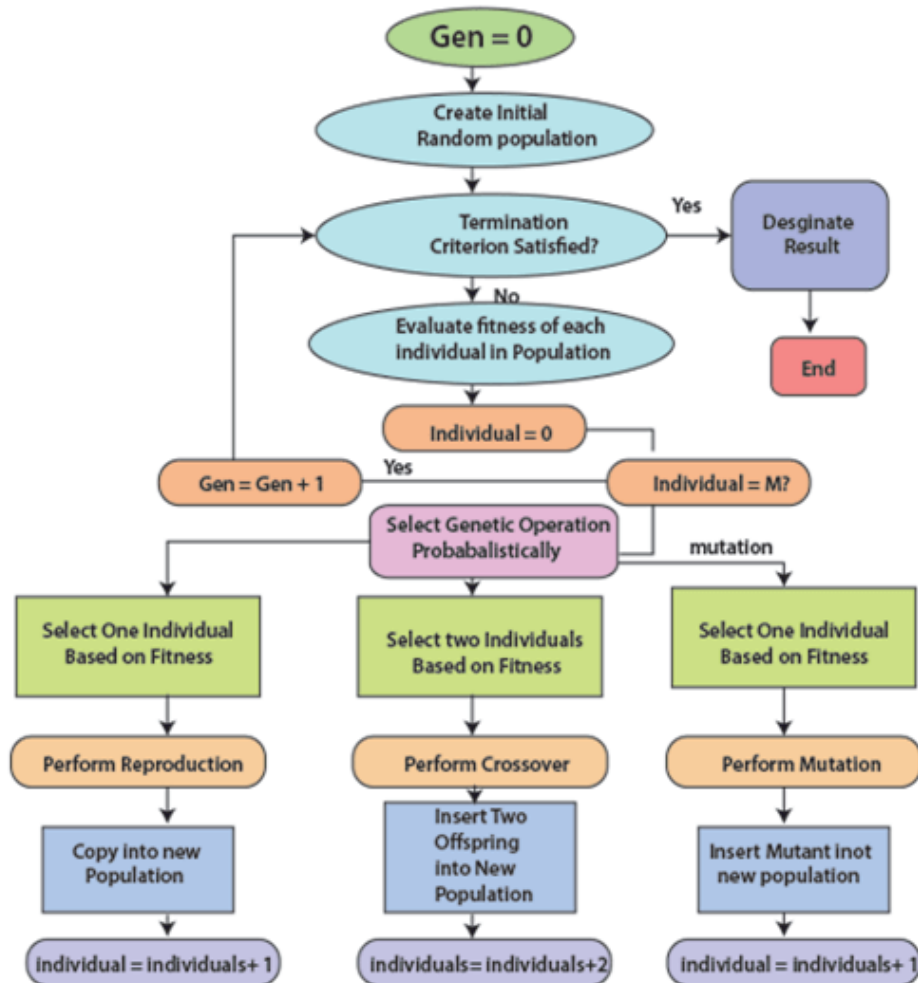 Gen = 0
Create Initial
Random population
Termination
Criterion Satisfied?
Yes
Desginate
Result
No
Evaluate fitness of each
individual in Population
End
Individual = 0
Yes
Gen = Gen + 1
Individual = M?
Select Genetic Operation
Probabalistically
mutation
Select One Individual
Based on Fitness
Select two Individuals
Based on Fitness
Select One Individual
Based on Fitness
Perform Reproduction
Perform Crossover
Perform Mutation
Copy into new
Population
Insert Two
Offspring
into New
Population
Insert Mutant inot
new population
individual = individuals+ 1
individuals= individuals+2
individual = individuals+ 1